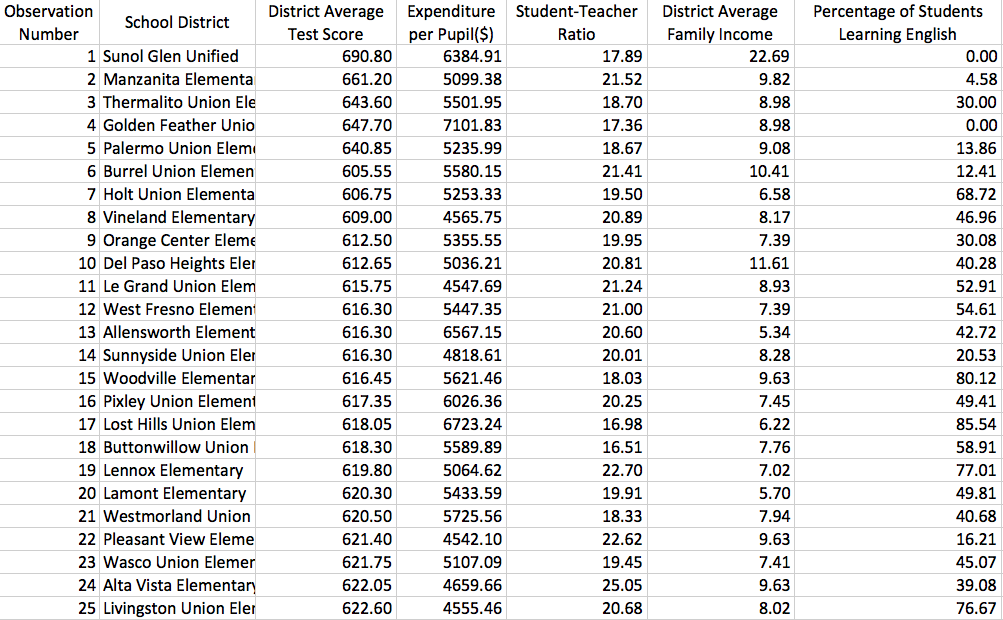 Observation Number School District District Average Test Score Expenditure per Pupil($) Student-Teacher Ratio District Average Family Income Percentage of Students Learning English
1 Sunol Glen Unified 690.80 6384.91 17.89 22.69 0.00
2 Manzanita Elementa 661.20 5099.38 21.52 9.82 4.58
3 Thermalito Union Ele 643.60 5501.95 18.70 8.98 30.00
4 Golden Feather Unio 647.70 7101.83 17.36 8.98 0.00
5 Palermo Union Elem 640.85 5235.99 18.67 9.08 13.86
6 Burrel Union Elemen 605.55 5580.15 21.41 10.41 12.41
7 Holt Union Elementa 606.75 5253.33 19.50 6.58 68.72
8 Vineland Elementary 609.00 4565.75 20.89 8.17 46.96
9 Orange Center Eleme 612.50 5355.55 19.95 7.39 30.08
10 Del Paso Heights Eler 612.65 5036.21 20.81 11.61 40.28
11 Le Grand Union Elem 615.75 4547.69 21.24 8.93 52.91
12 West Fresno Element 616.30 5447.35 21.00 7.39 54.61
13 Allensworth Element 616.30 6567.15 20.60 5.34 42.72
14 Sunnyside Union Eler 616.30 4818.61 20.01 8.28 20.53
15 Woodville Elementar 616.45 5621.46 18.03 9.63 80.12
16 Pixley Union Element 617.35 6026.36 20.25 7.45 49.41
17 Lost Hills Union Elem 618.05 6723.24 16.98 6.22 85.54
18 Buttonwillow Union 618.30 5589.89 16.51 7.76 58.91
19 Lennox Elementary 619.80 5064.62 22.70 7.02 77.01
20 Lamont Elementary 620.30 5433.59 19.91 5.70 49.81
21 Westmorland Union 620.50 5725.56 18.33 7.94 40.68
22 Pleasant View Eleme 621.40 4542.10 22.62 9.63 16.21
23 Wasco Union Elemer 621.75 5107.09 19.45 7.41 45.07
24 Alta Vista Elementary 622.05 4659.66 25.05 9.63 39.08
25 Livingston Union Eler 622.60 4555.46 20.68 8.02 76.67